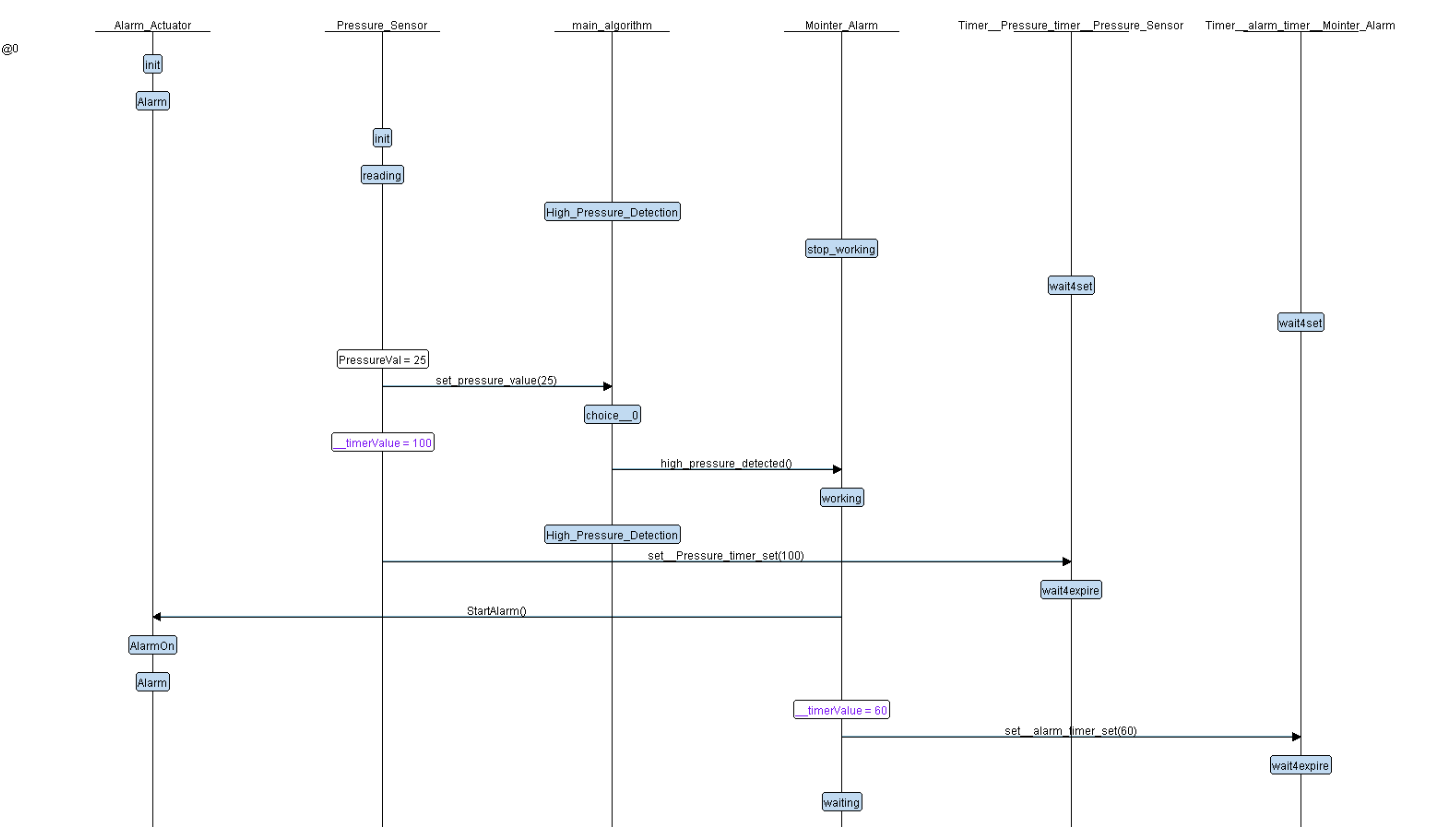 Alarm_Actuator
Pressure_Sensor
main_algorithm
Mointer_Alarm
Timer__Pressure_timer__Pressure_Sensor
Timer__alarm_timer__Mointer_Alarm
@0
init
Alarm
init
reading
High_Pressure_Detection
stop_working
wait4set
wait4set
PressureVal = 25
set_pressure_value(25)
choice__0
__timerValue = 100
high_pressure_detected()
working
High_Pressure_Detection
set__Pressure_timer_set(100)
wait4expire
StartAlarm()
AlarmOn
Alarm
__timerValue = 60
set__alarm_timer_set(60)
wait4expire
waiting